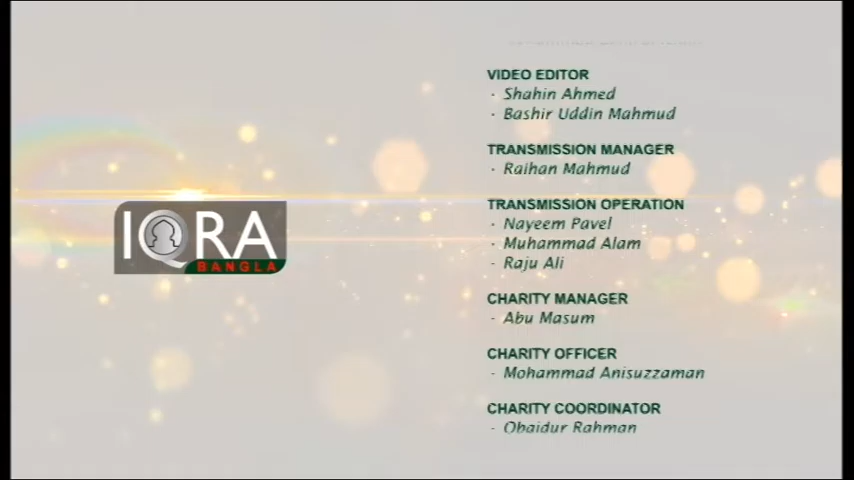 IQRA
BANGLA
VIDEO EDITOR
- Shahin Ahmed
- Bashir Uddin Mahmud
TRANSMISSION MANAGER
- Raihan Mahmud
TRANSMISSION OPERATION
- Nayeem Pavel
- Muhammad Alam
- Raju Ali
CHARITY MANAGER
- Abu Masum
CHARITY OFFICER
- Mohammad Anisuzzaman
CHARITY COORDINATOR
- Obaidur Rahman